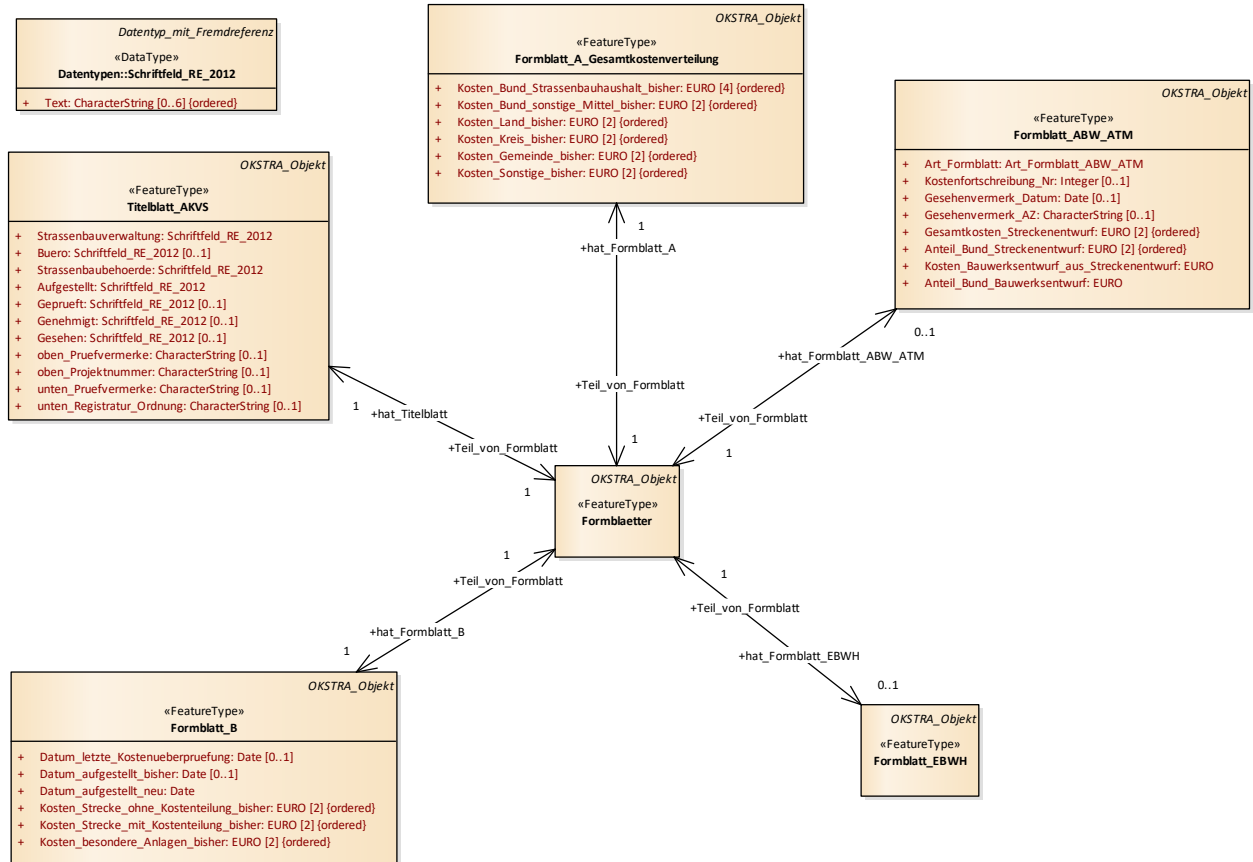 Datentyp_mit_Fremdreferenz
«DataType»
Datentypen::Schriftfeld_RE_2012
+ Text: CharacterString [0..6] {ordered}
OKSTRA_Objekt
«FeatureType»
Formblatt_A_Gesamtkostenverteilung
+ Kosten_Bund_Strassenbauhaushalt_bisher: EURO [4] {ordered}
+ Kosten_Bund_sonstige_Mittel_bisher: EURO [2] {ordered}
+ Kosten_Land_bisher: EURO [2] {ordered}
+ Kosten_Kreis_bisher: EURO [2] {ordered}
+ Kosten_Gemeinde_bisher: EURO [2] {ordered}
+ Kosten_Sonstige_bisher: EURO [2] {ordered}
OKSTRA_Objekt
«FeatureType»
Formblatt_ABW_ATM
+ Art_Formblatt: Art_Formblatt_ABW_ATM
+ Kostenfortschreibung_Nr: Integer [0..1]
+ Gesehenvermerk_Datum: Date [0..1]
+ Gesehenvermerk_AZ: CharacterString [0..1]
+ Gesamtkosten_Streckenentwurf: EURO [2] {ordered}
+ Anteil_Bund_Streckenentwurf: EURO [2] {ordered}
+ Kosten_Bauwerksentwurf_aus_Streckenentwurf: EURO
+ Anteil_Bund_Bauwerksentwurf: EURO
OKSTRA_Objekt
«FeatureType»
Titelblatt_AKVS
+ Strassenbauverwaltung: Schriftfeld_RE_2012
+ Buero: Schriftfeld_RE_2012 [0..1]
+ Strassenbaubehoerde: Schriftfeld_RE_2012
+ Aufgestellt: Schriftfeld_RE_2012
+ Geprueft: Schriftfeld_RE_2012 [0..1]
+ Genehmigt: Schriftfeld_RE_2012 [0..1]
+ Gesehen: Schriftfeld_RE_2012 [0..1]
+ oben_Pruefvermerke: CharacterString [0..1]
+ oben_Projektnummer: CharacterString [0..1]
+ unten_Pruefvermerke: CharacterString [0..1]
+ unten_Registratur_Ordnung: CharacterString [0..1]
1
+hat_Formblatt_A
+Teil_von_Formblatt
1
0..1
+hat_Formblatt_ABW_ATM
+Teil_von_Formblatt
1
1
+hat_Titelblatt
+Teil_von_Formblatt
1
OKSTRA_Objekt
«FeatureType»
Formblaetter
1
+Teil_von_Formblatt
+hat_Formblatt_B
1
1
+Teil_von_Formblatt
+hat_Formblatt_EBWH
0..1
OKSTRA_Objekt
«FeatureType»
Formblatt_B
+ Datum_letzte_Kostenueberpruefung: Date [0..1]
+ Datum_aufgestellt_bisher: Date [0..1]
+ Datum_aufgestellt_neu: Date
+ Kosten_Strecke_ohne_Kostenteilung_bisher: EURO [2] {ordered}
+ Kosten_Strecke_mit_Kostenteilung_bisher: EURO [2] {ordered}
+ Kosten_besondere_Anlagen_bisher: EURO [2] {ordered}
OKSTRA_Objekt
«FeatureType»
Formblatt_EBWH